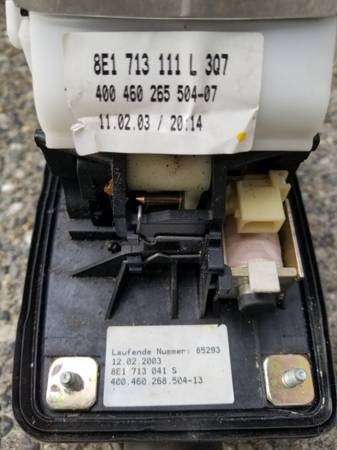 8E1 713 111 L 3Q7
400 460 265 504-07
11.02.03 / 20:14
Laufende Nummer: 65293
12.02.2003
8E1 713 041 S
400.460.268.504-13